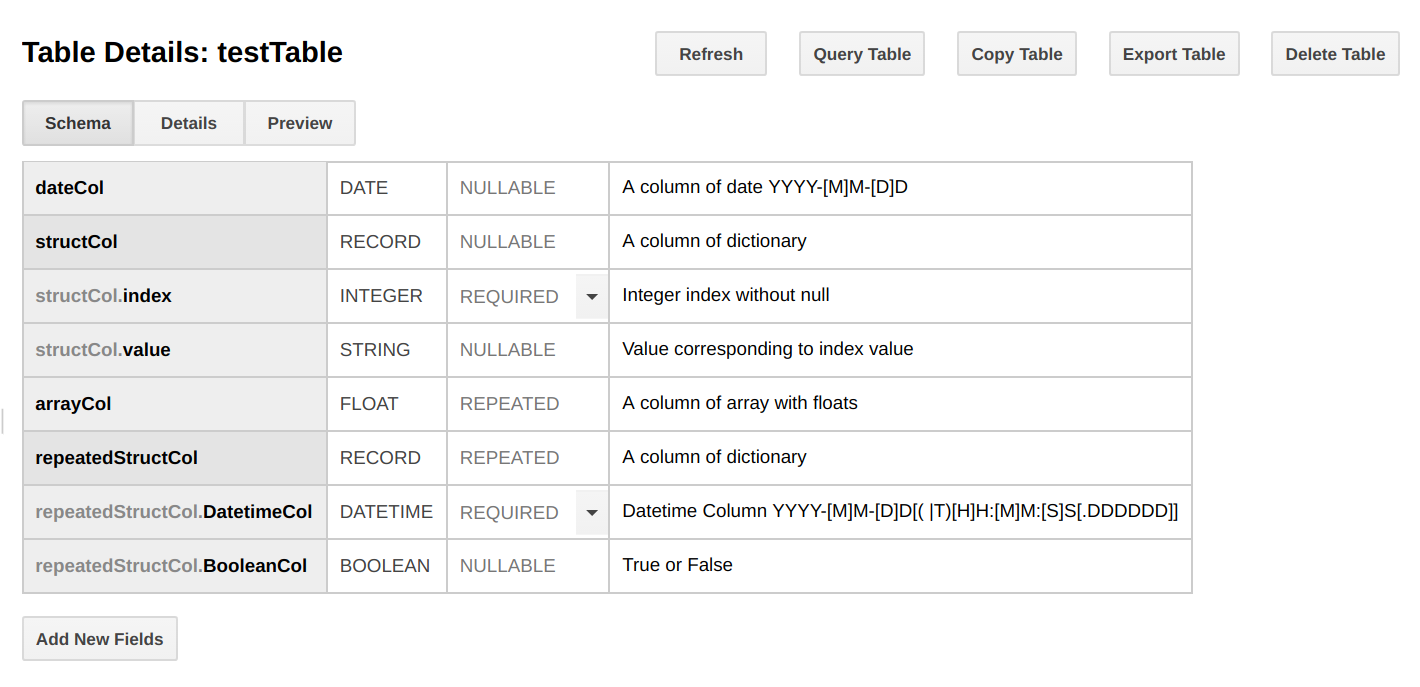 Table Details: testTable Refresh Query Table Copy Table Export Table Delete Table
Schema Details Preview
dateCol DATE NULLABLE A column of date YYYY-[M]M-[D]D
structCol RECORD NULLABLE A column of dictionary
structCol.index INTEGER REQUIRED Integer index without null
structCol.value STRING NULLABLE Value corresponding to index value
arrayCol FLOAT REPEATED A column of array with floats
repeatedStructCol RECORD REPEATED A column of dictionary
repeatedStructCol.DatetimeCol DATETIME REQUIRED Datetime Column YYYY-[M]M-[D]D[( |T)[H]H:[M]M:[S]S[.DDDDDD]]
repeatedStructCol.BooleanCol BOOLEAN NULLABLE True or False
Add New Fields